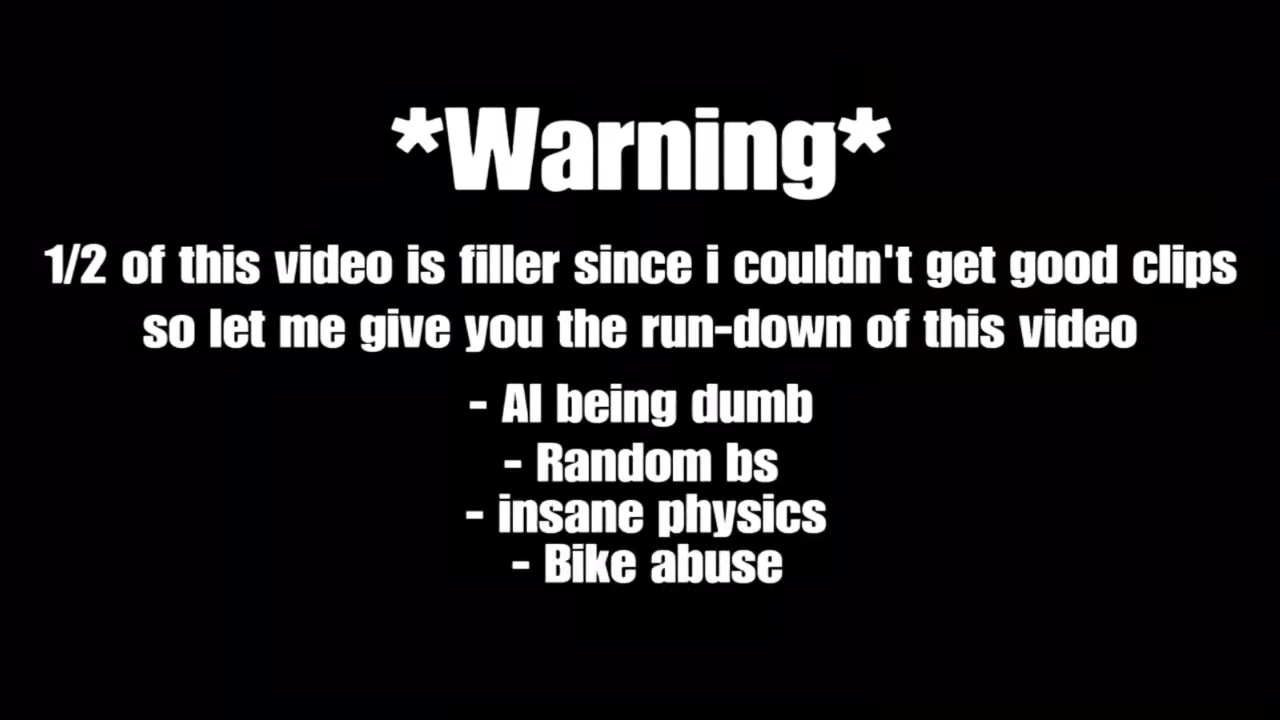 *Warning*
1/2 of this video is filler since i couldn't get good clips
so let me give you the run-down of this video
- AI being dumb
- Random bs
- insane physics
- Bike abuse